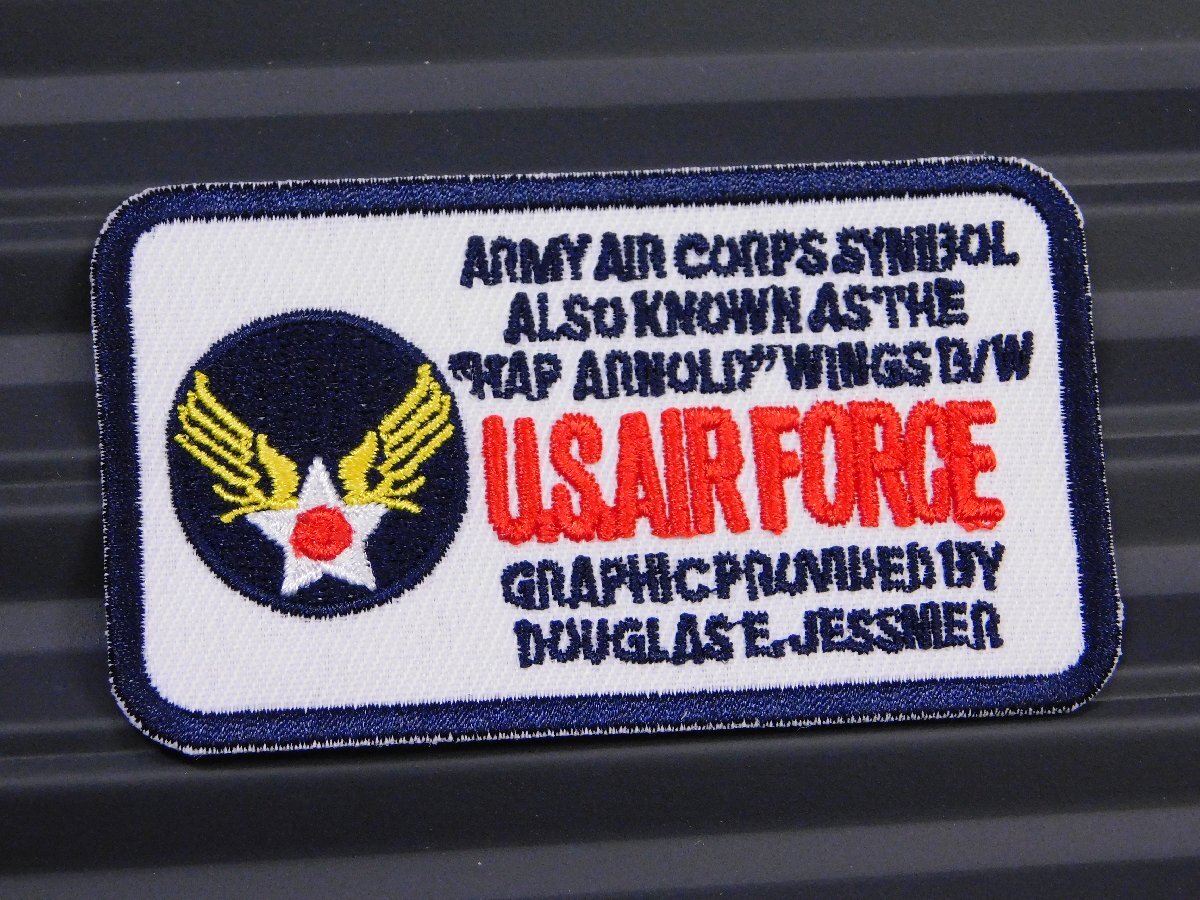 ARMY AIR CORPS SYMBOL
ALSO KNOWN AS THE
"HAP ARNOLD" WINGS B/W
U.S.AIR FORCE
GRAPHIC PROVIDED BY
DOUGLAS E. JESSMER